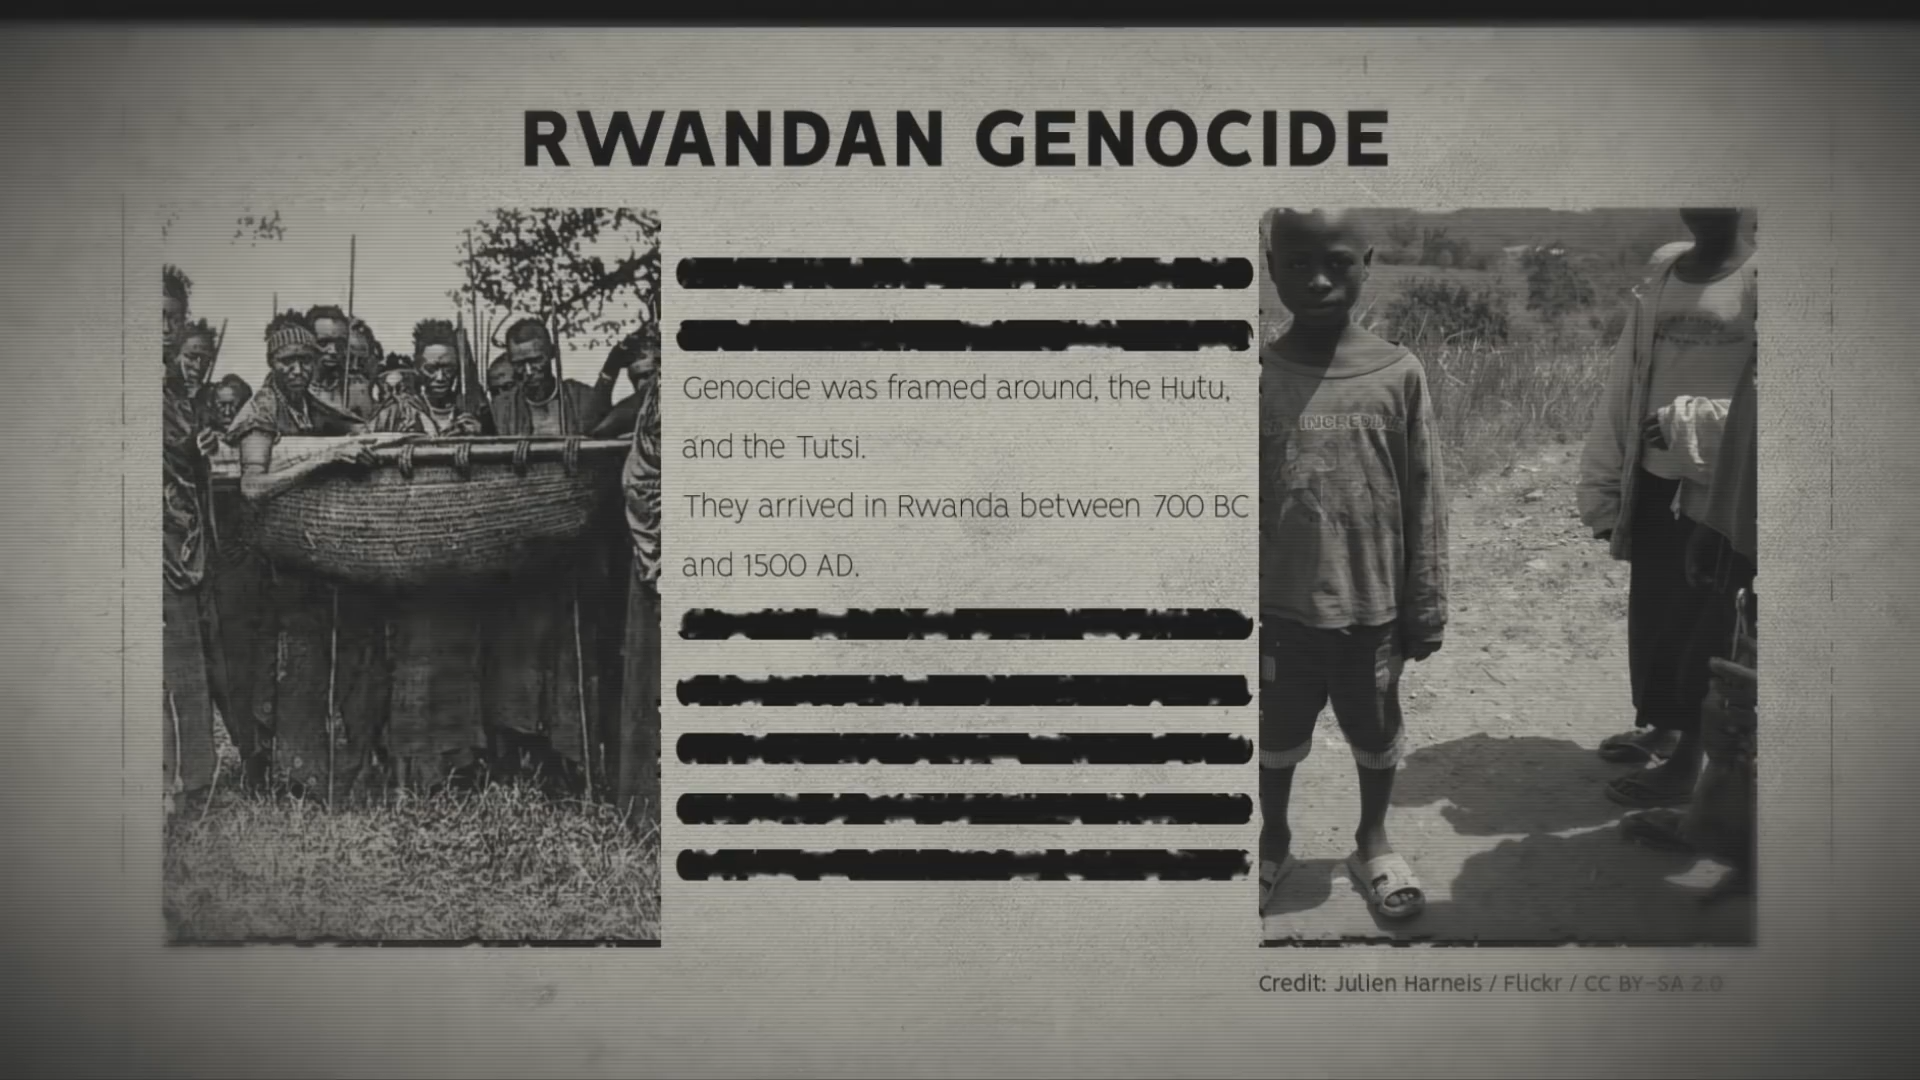 RWANDAN GENOCIDE
Genocide was framed around, the Hutu,
and the Tutsi.
They arrived in Rwanda between 700 BC
and 1500 AD.
INCREDIBLE
Credit: Julien Harneis / Flickr / CC BY-SA 2.0